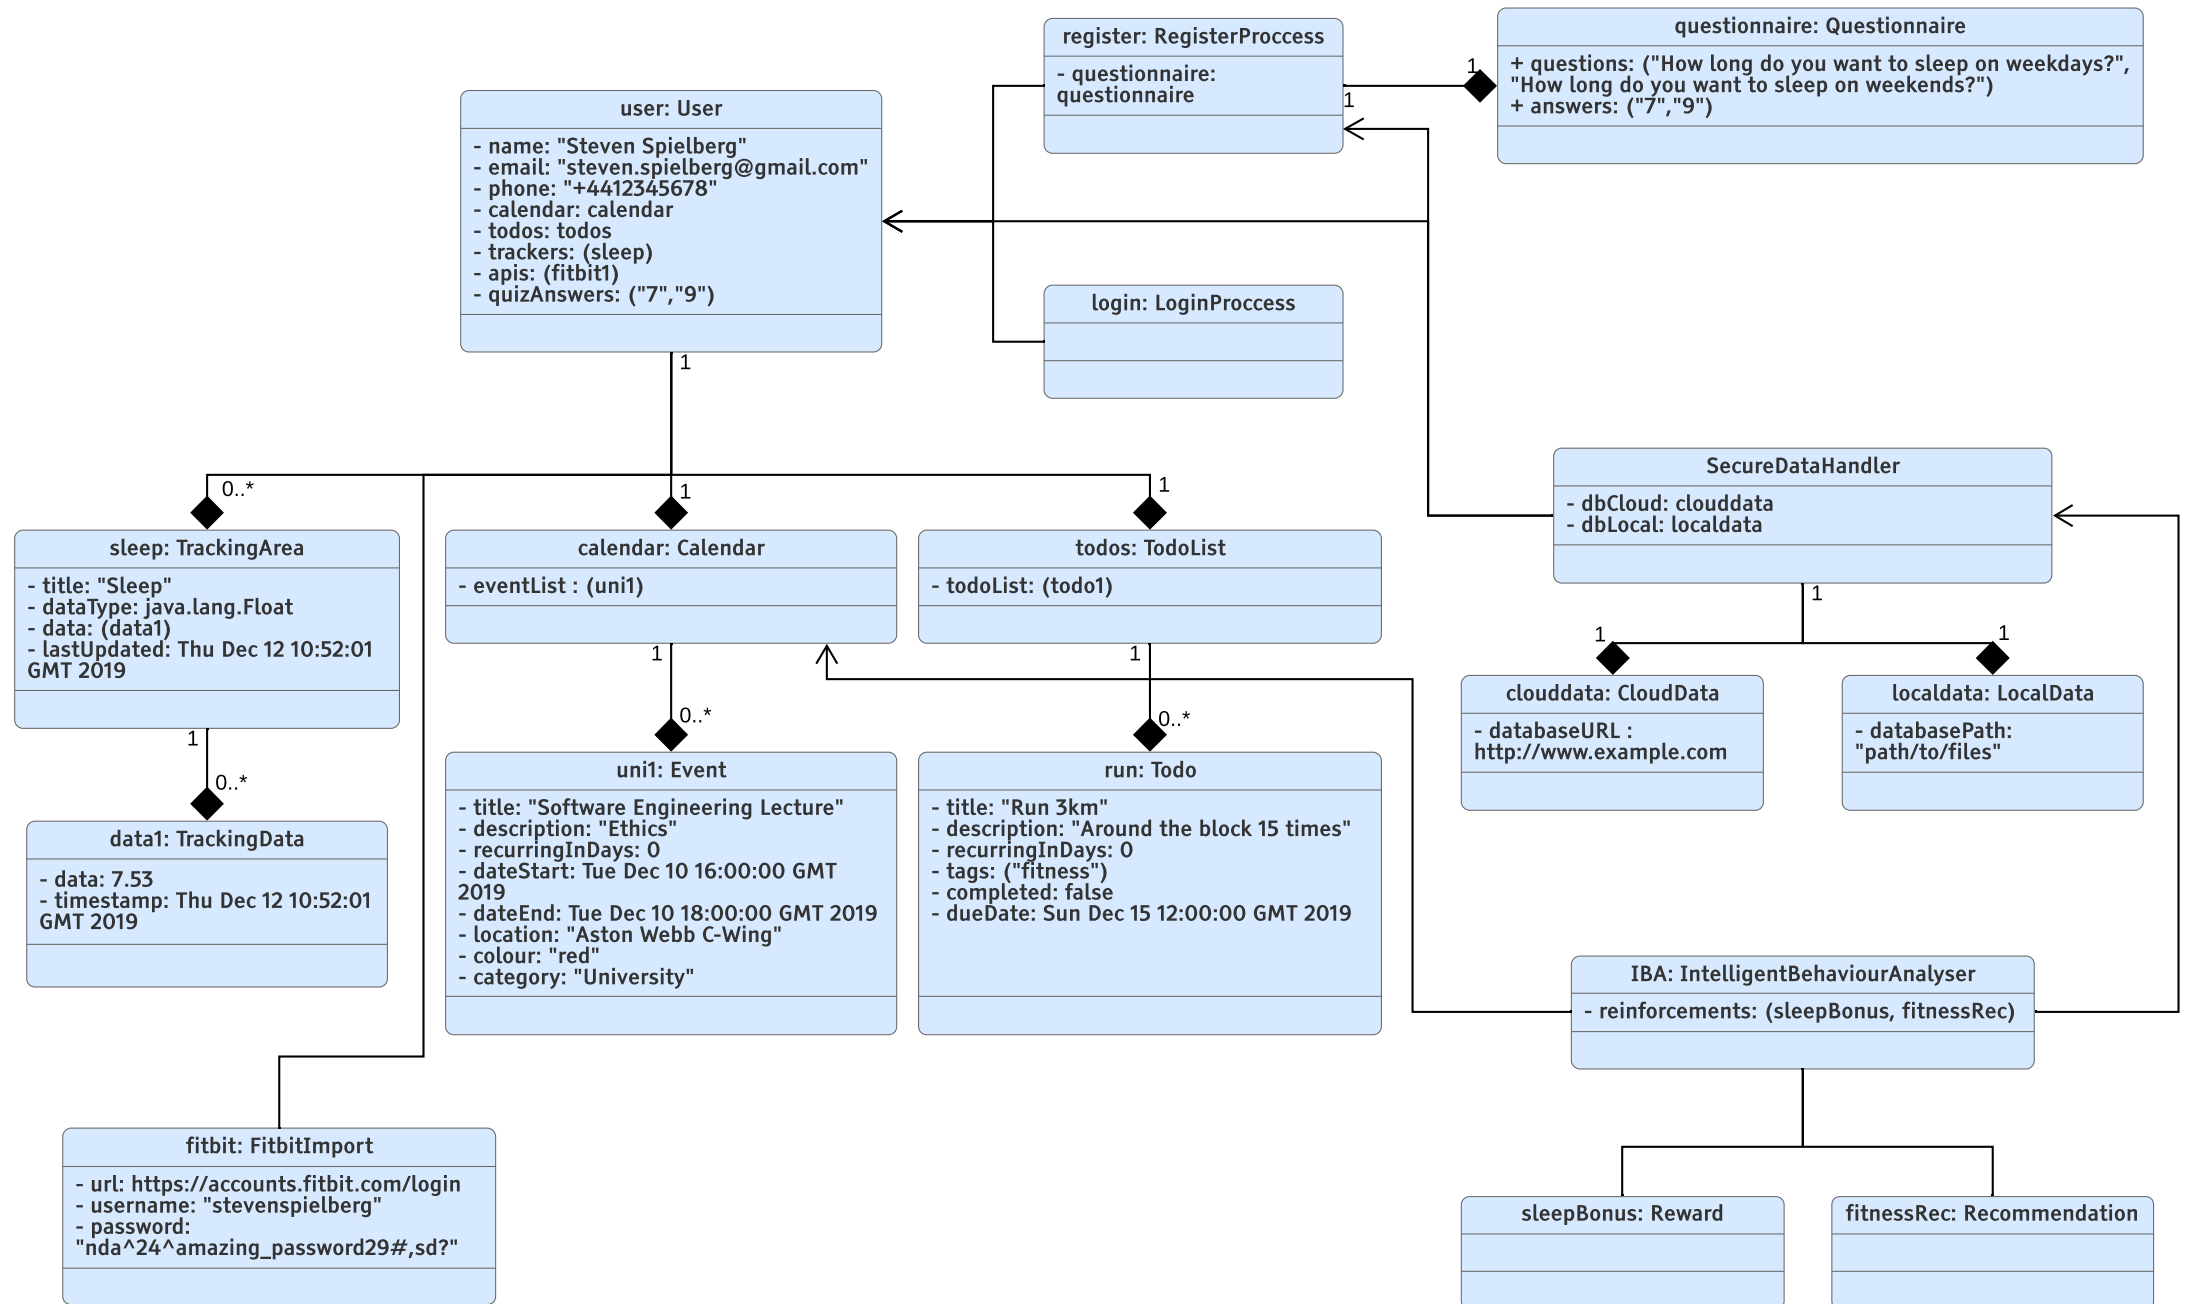 register: RegisterProccess
- questionnaire:
questionnaire
1
1
questionnaire: Questionnaire
+ questions: ("How long do you want to sleep on weekdays?",
"How long do you want to sleep on weekends?")
+ answers: ("7","9")
user: User
- name: "Steven Spielberg"
- email: "steven.spielberg@gmail.com"
- phone: "+4412345678"
- calendar: calendar
- todos: todos
- trackers: (sleep)
- apis: (fitbit1)
- quizAnswers: ("7","9")
1
login: LoginProccess
SecureDataHandler
- dbCloud: clouddata
- dbLocal: localdata
1
0..*
1
1
sleep: TrackingArea
- title: "Sleep"
- dataType: java.lang.Float
- data: (data1)
- lastUpdated: Thu Dec 12 10:52:01
GMT 2019
1
0..*
calendar: Calendar
- eventList : (uni1)
1
0..*
todos: TodoList
- todoList: (todo1)
1
0..*
1
1
clouddata: CloudData
- databaseURL :
http://www.example.com
localdata: LocalData
- databasePath:
"path/to/files"
data1: TrackingData
- data: 7.53
- timestamp: Thu Dec 12 10:52:01
GMT 2019
uni1: Event
- title: "Software Engineering Lecture"
- description: "Ethics"
- recurringInDays: 0
- dateStart: Tue Dec 10 16:00:00 GMT
2019
- dateEnd: Tue Dec 10 18:00:00 GMT 2019
- location: "Aston Webb C-Wing"
- colour: "red"
- category: "University"
run: Todo
- title: "Run 3km"
- description: "Around the block 15 times"
- recurringInDays: 0
- tags: ("fitness")
- completed: false
- dueDate: Sun Dec 15 12:00:00 GMT 2019
IBA: IntelligentBehaviourAnalyser
- reinforcements: (sleepBonus, fitnessRec)
fitbit: FitbitImport
- url: https://accounts.fitbit.com/login
- username: "stevenspielberg"
- password:
"nda^24^amazing_password29#,sd?"
sleepBonus: Reward
fitnessRec: Recommendation